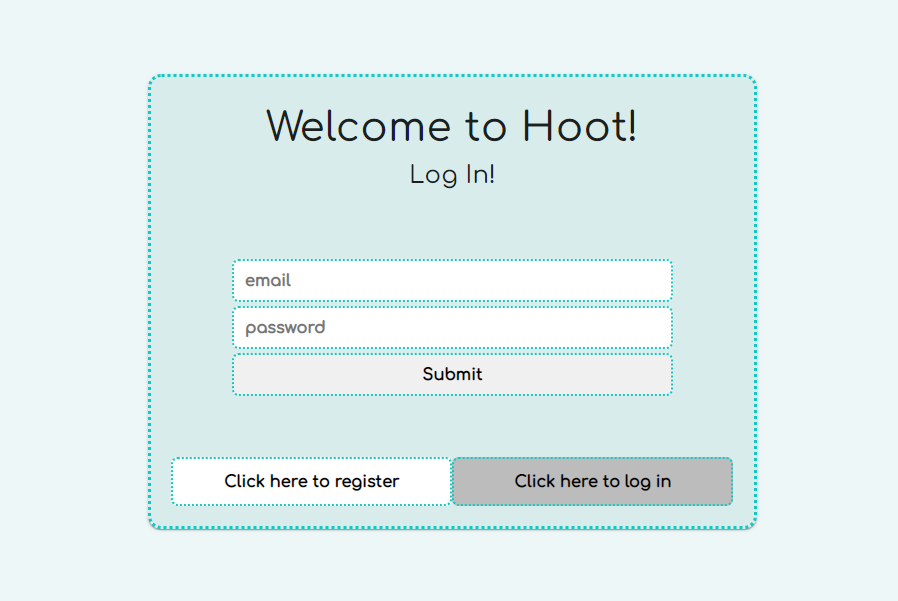 Welcome to Hoot!
Log In!
email
password
Submit
Click here to register
Click here to log in